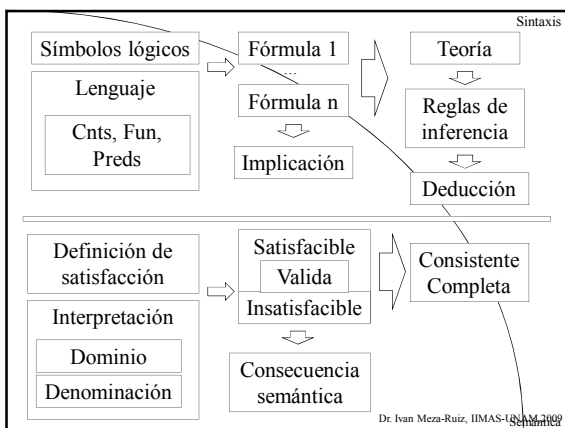 Sintaxis
Símbolos lógicos
Lenguaje
Cnts, Fun,
Preds
Fórmula 1
...
Fórmula n
Implicación
Teoría
Reglas de
inferencia
Deducción
Definición de
satisfacción
Interpretación
Dominio
Denominación
Satisfacible
Valida
Insatisfacible
Consecuencia
semántica
Consistente
Completa
Dr. Ivan Meza-Ruiz, IIMAS-UNAM, 2009
Semántica